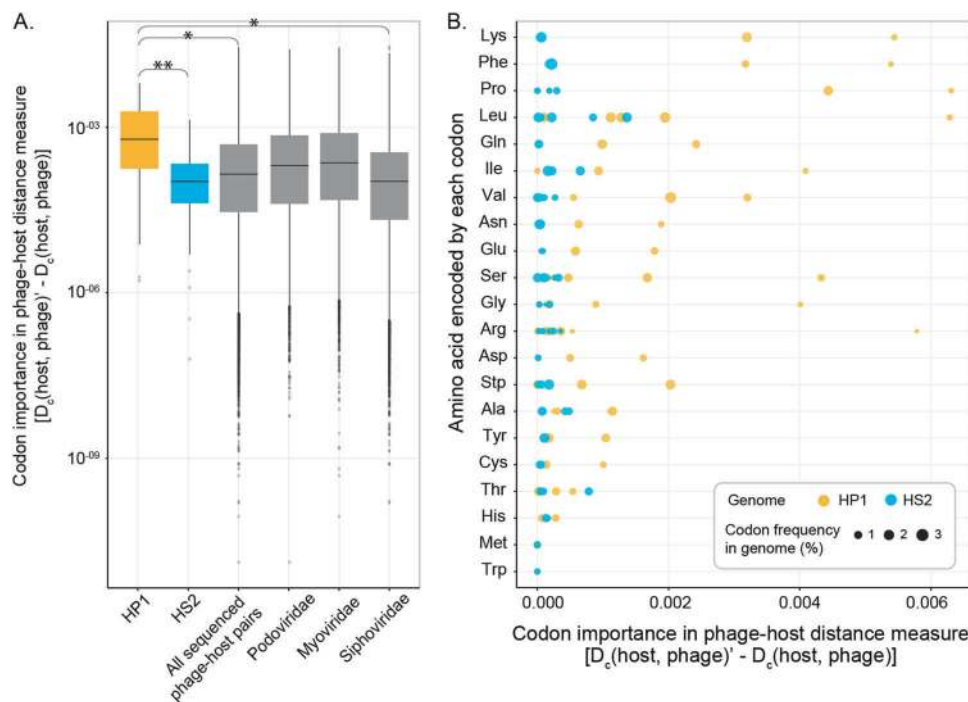 A.
Codon importance in phage-host distance measure
[Dc(host, phage)' - Dc(host, phage)]
10-03
10-06
10-09
*
*
**
HP1
HS2
All sequenced
phage-host pairs
Podoviridae
Myoviridae
Siphoviridae
B.
Amino acid encoded by each codon
Lys
Phe
Pro
Leu
Gln
Ile
Val
Asn
Glu
Ser
Gly
Arg
Asp
Stp
Ala
Tyr
Cys
Thr
His
Met
Trp
Genome HP1 HS2
Codon frequency
in genome (%) 1 2 3
0.000 0.002 0.004 0.006
Codon importance in phage-host distance measure
[Dc(host, phage)' - Dc(host, phage)]